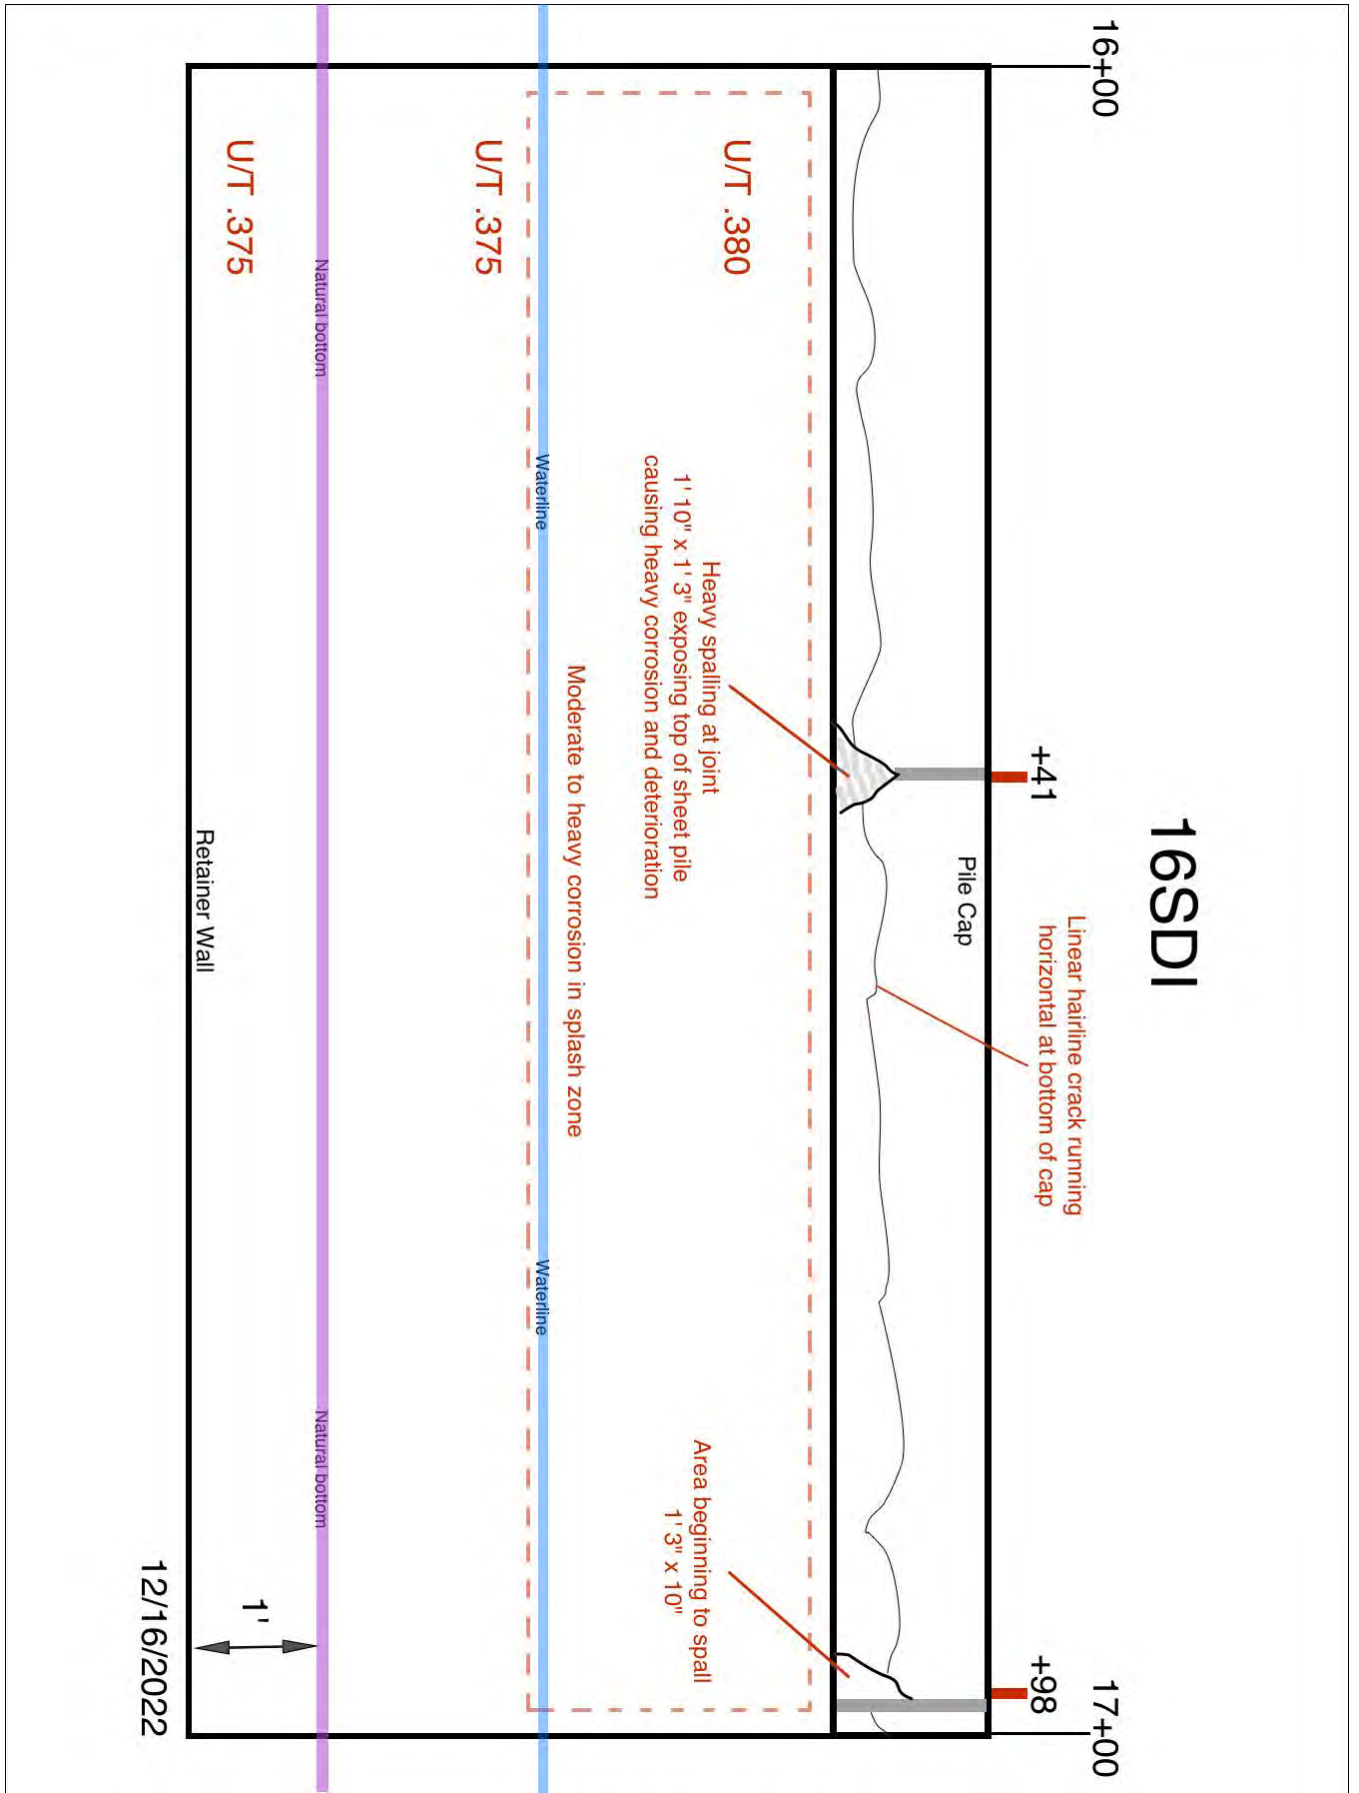 16SDI
16+00
17+00
+41
+98
Linear hairline crack running
horizontal at bottom of cap
Pile Cap
U/T .380
Heavy spalling at joint
1' 10" x 1' 3" exposing top of sheet pile
causing heavy corrosion and deterioration
Area beginning to spall
1' 3" x 10"
Moderate to heavy corrosion in splash zone
Waterline
Waterline
U/T .375
Natural bottom
Natural bottom
U/T .375
1'
Retainer Wall
12/16/2022